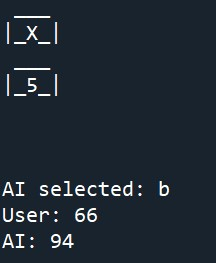 ___
|_X_|
 ___
|_5_|
AI selected: b
User: 66
AI: 94